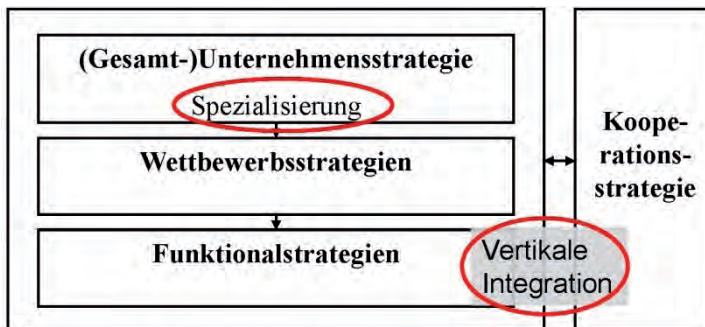 (Gesamt-)Unternehmensstrategie
Spezialisierung
Wettbewerbsstrategien
Funktionalstrategien
Vertikale
Integration
Koope-
rations-
strategie